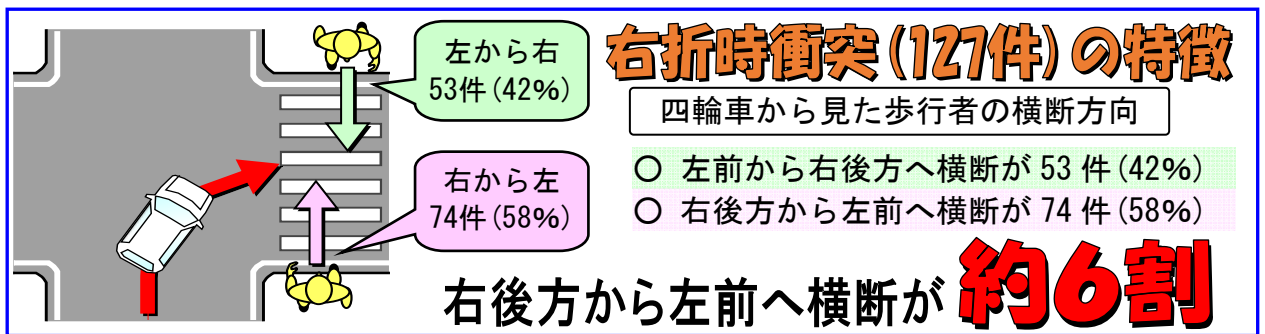 左から右
53件(42%)
右から左
74件(58%)
右折時衝突(127件)の特徴
四輪車から見た歩行者の横断方向
○ 左前から右後方へ横断が 53 件(42%)
○ 右後方から左前へ横断が 74 件(58%)
右後方から左前へ横断が約6割